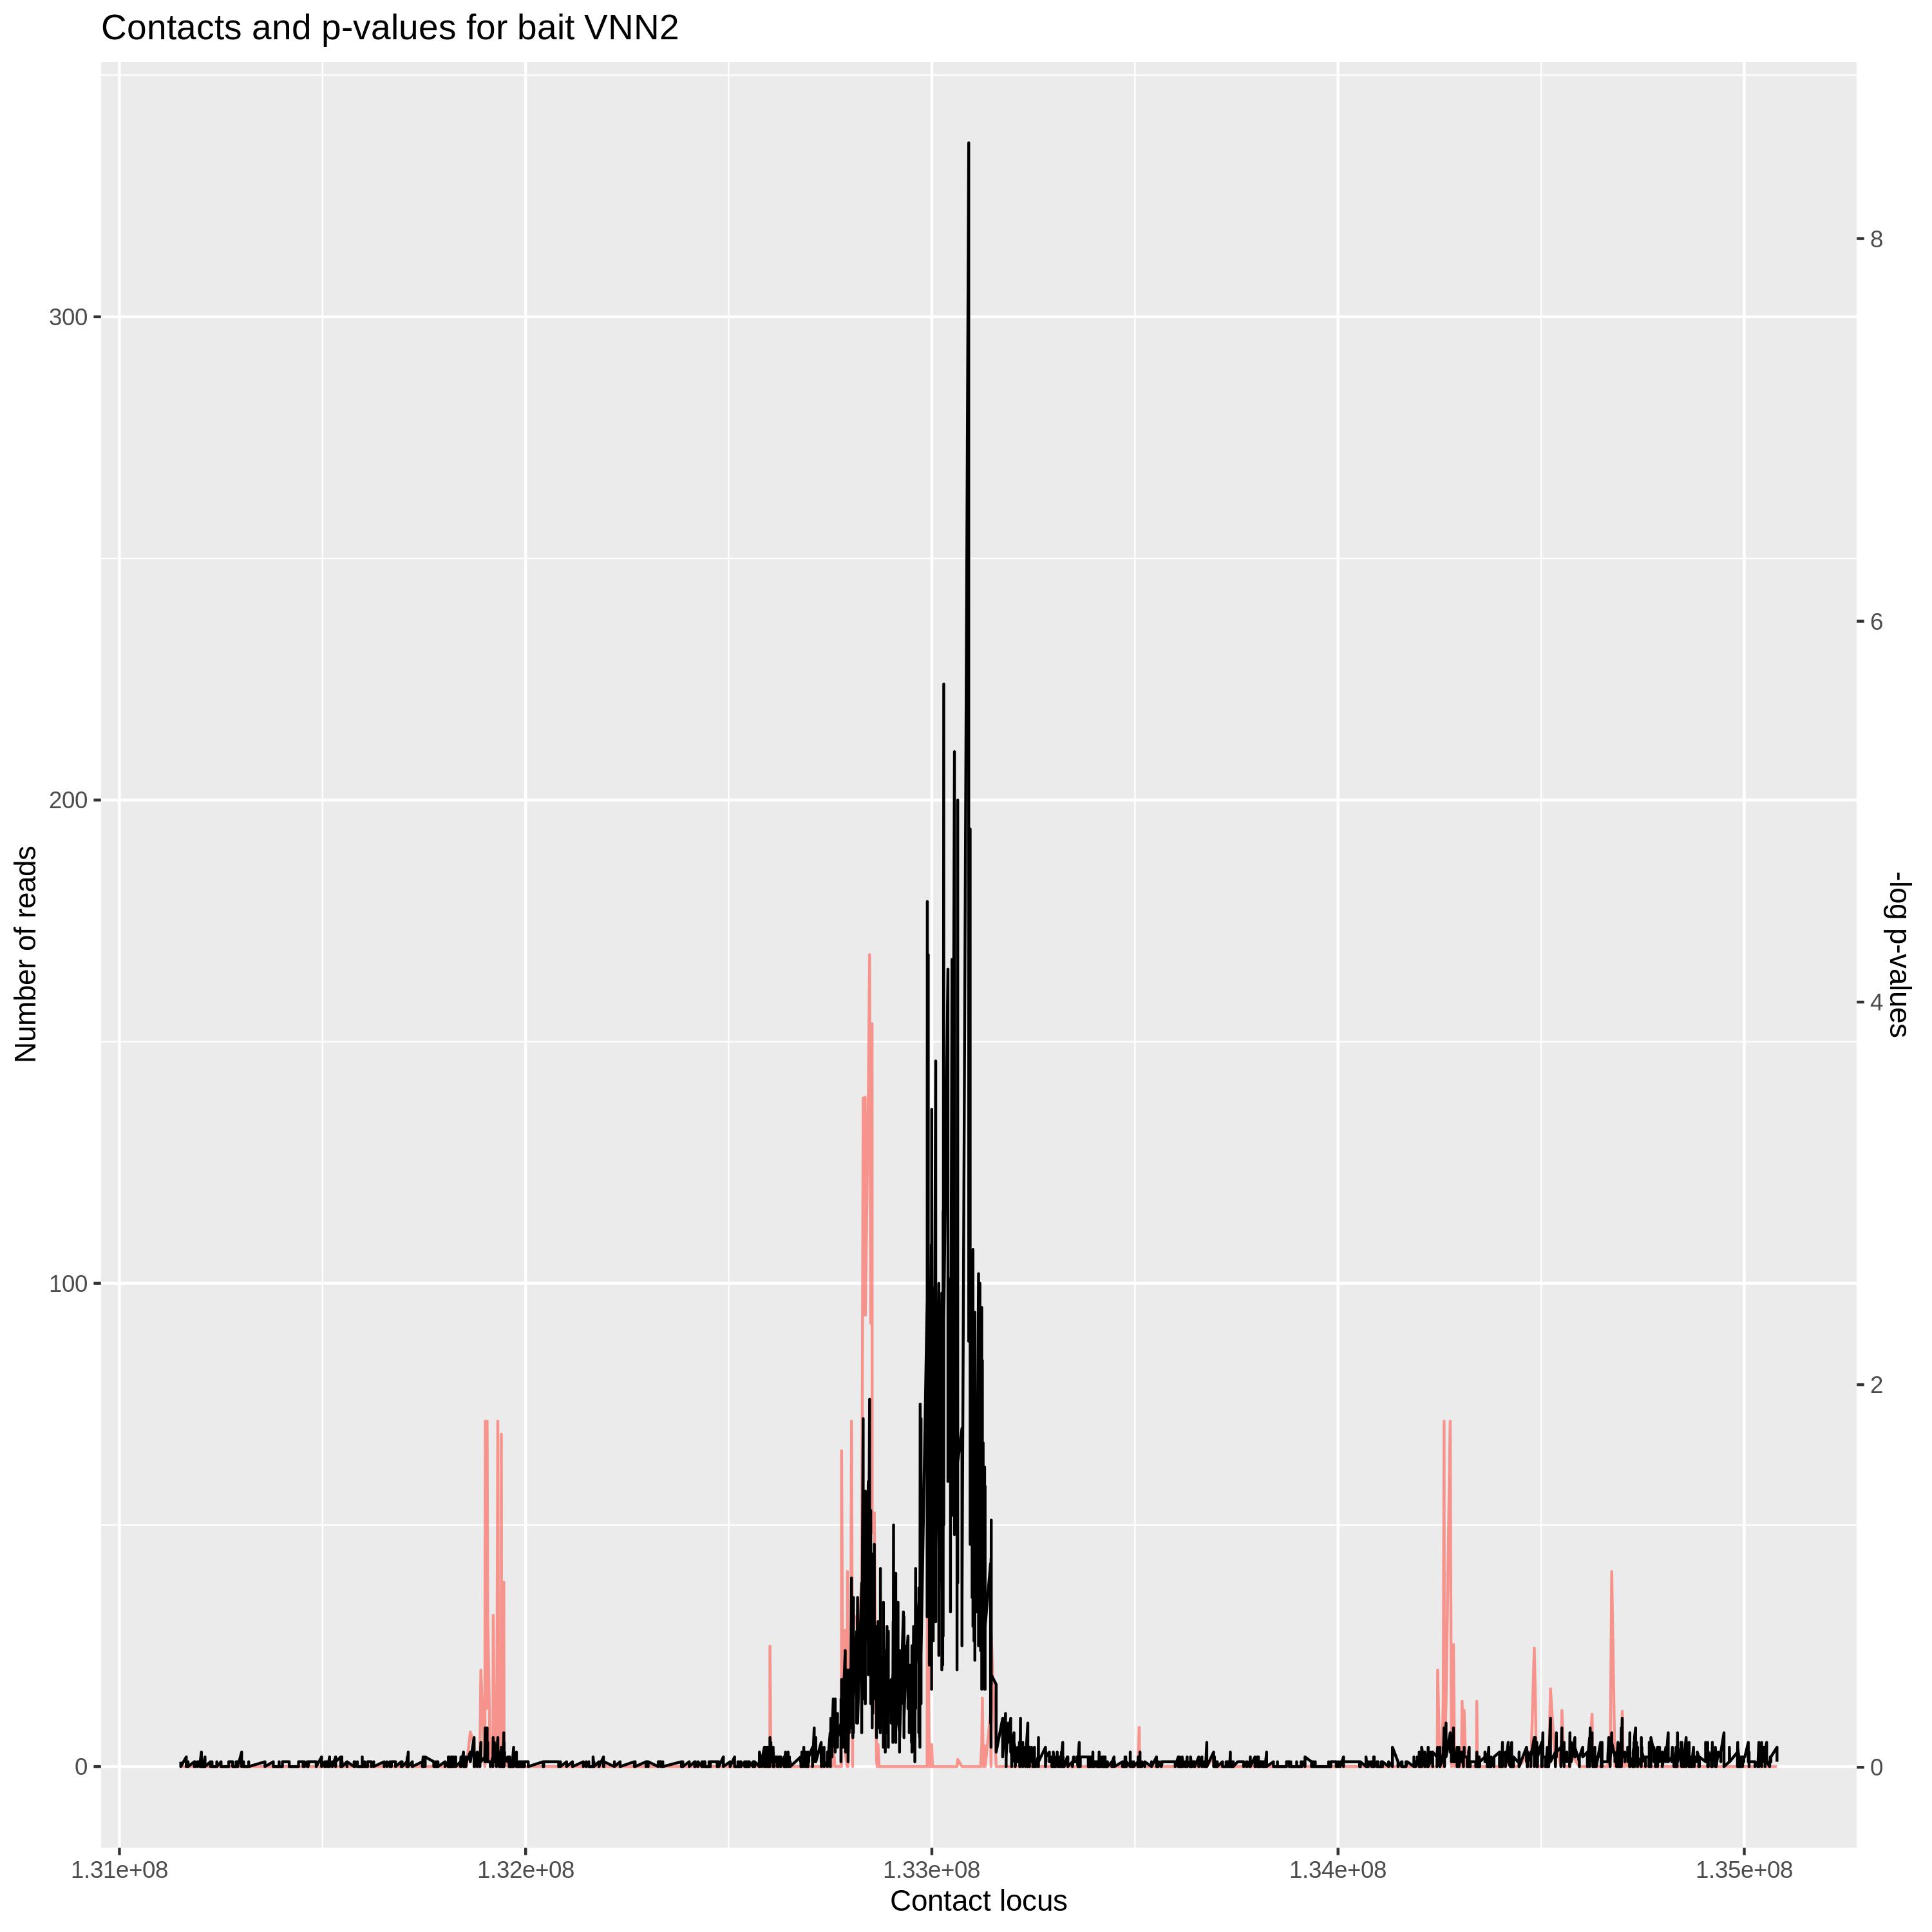 Contacts and p-values for bait VNN2
Number of reads
300
200
100
0
8
6
4
2
0
-log p-values
1.31e+08 1.32e+08 1.33e+08 1.34e+08 1.35e+08
Contact locus